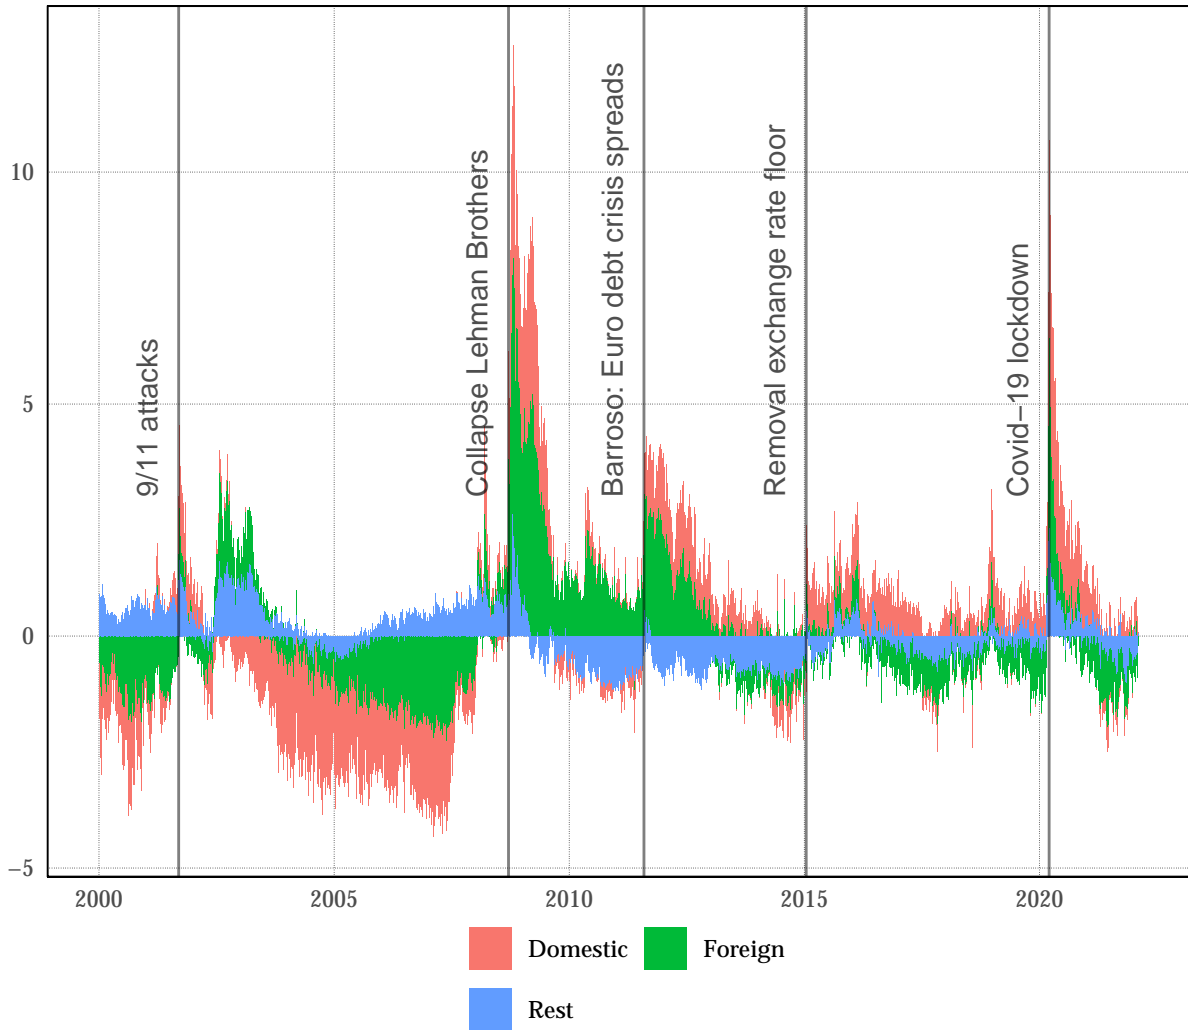 10
5
0
−5
9/11 attacks
Collapse Lehman Brothers
Barroso: Euro debt crisis spreads
Removal exchange rate floor
Covid−19 lockdown
2000 2005 2010 2015 2020
Domestic Foreign
Rest